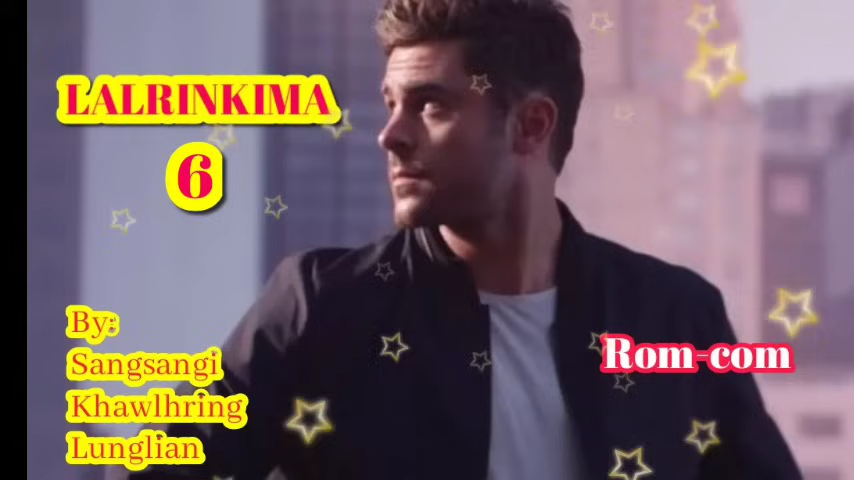 LALRINKIMA
6
By:
Sangsangi
Khawlhring
Lunglian
Rom-com